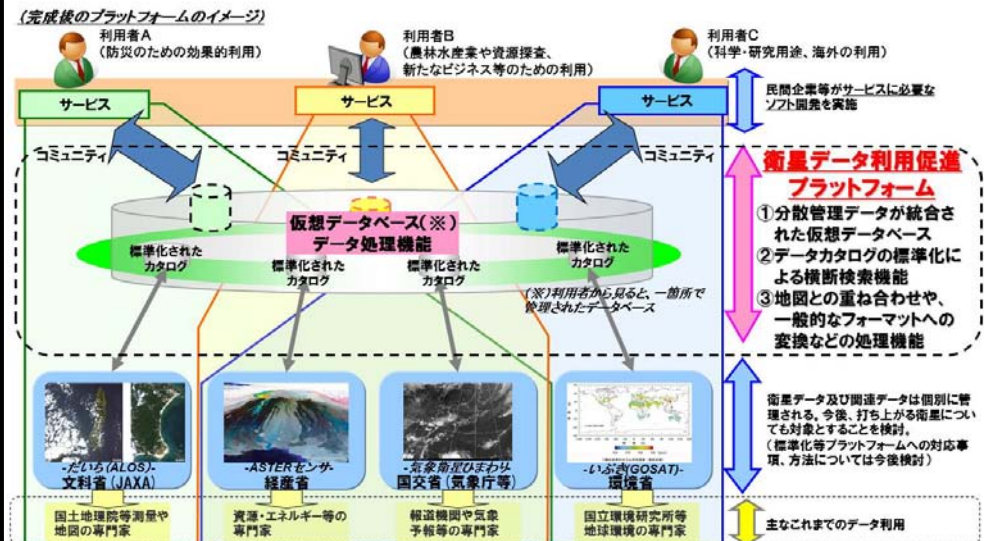 (完成後のプラットフォームのイメージ)
利用者A
(防災のための効果的利用)
利用者B
(農林水産業や資源探査、
新たなビジネス等のための利用)
利用者C
(科学・研究用途、海外の利用)
サービス
サービス
サービス
民間企業等がサービスに必要な
ソフト開発を実施
コミュニティ
コミュニティ
コミュニティ
衛星データ利用促進
プラットフォーム
①分散管理データが統合さ
れた仮想データベース
②データカタログの標準化に
よる横断検索機能
③地図との重ね合わせや、
一般的なフォーマットへの
変換などの処理機能
仮想データベース(※)
データ処理機能
標準化された
カタログ
標準化された
カタログ
標準化された
カタログ
標準化された
カタログ
(※)利用者から見ると、一箇所で
管理されたデータベース
-だいち(ALOS)-
文科省(JAXA)
-ASTERセンサ-
経産省
-気象衛星ひまわり-
国交省(気象庁等)
-いぶき(GOSAT)-
環境省
衛星データ及び関連データは個別に管
理される。今後、打ち上がる衛星につい
ても対象とすることを検討。
(標準化等プラットフォームへの対応事
項、方法については今後検討)
国土地理院等測量や
地図の専門家
資源・エネルギー等の
専門家
報道機関や気象
予報等の専門家
国立環境研究所等
地球環境の専門家
主なこれまでのデータ利用